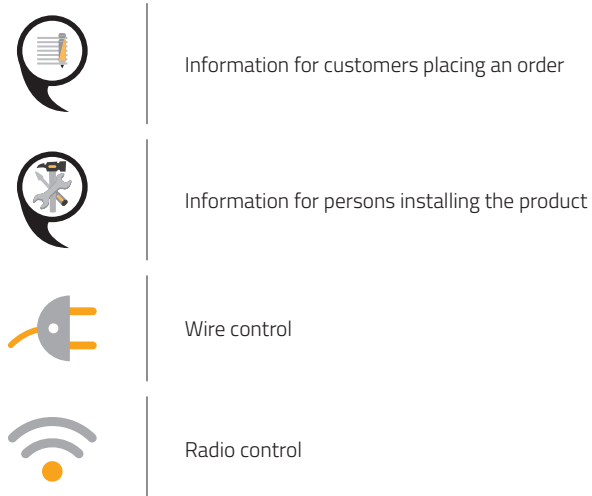 Information for customers placing an order
Information for persons installing the product
Wire control
Radio control